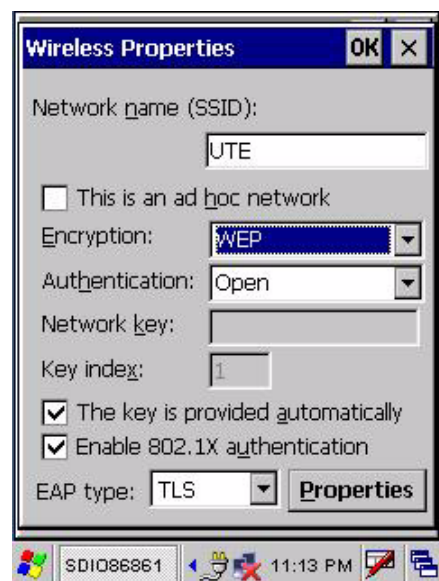 Wireless Properties OK ×
Network name (SSID):
UTE
This is an ad hoc network
Encryption: WEP
Authentication: Open
Network key:
Key index: 1
The key is provided automatically
Enable 802.1X authentication
EAP type: TLS Properties
SDIO86861 11:13 PM